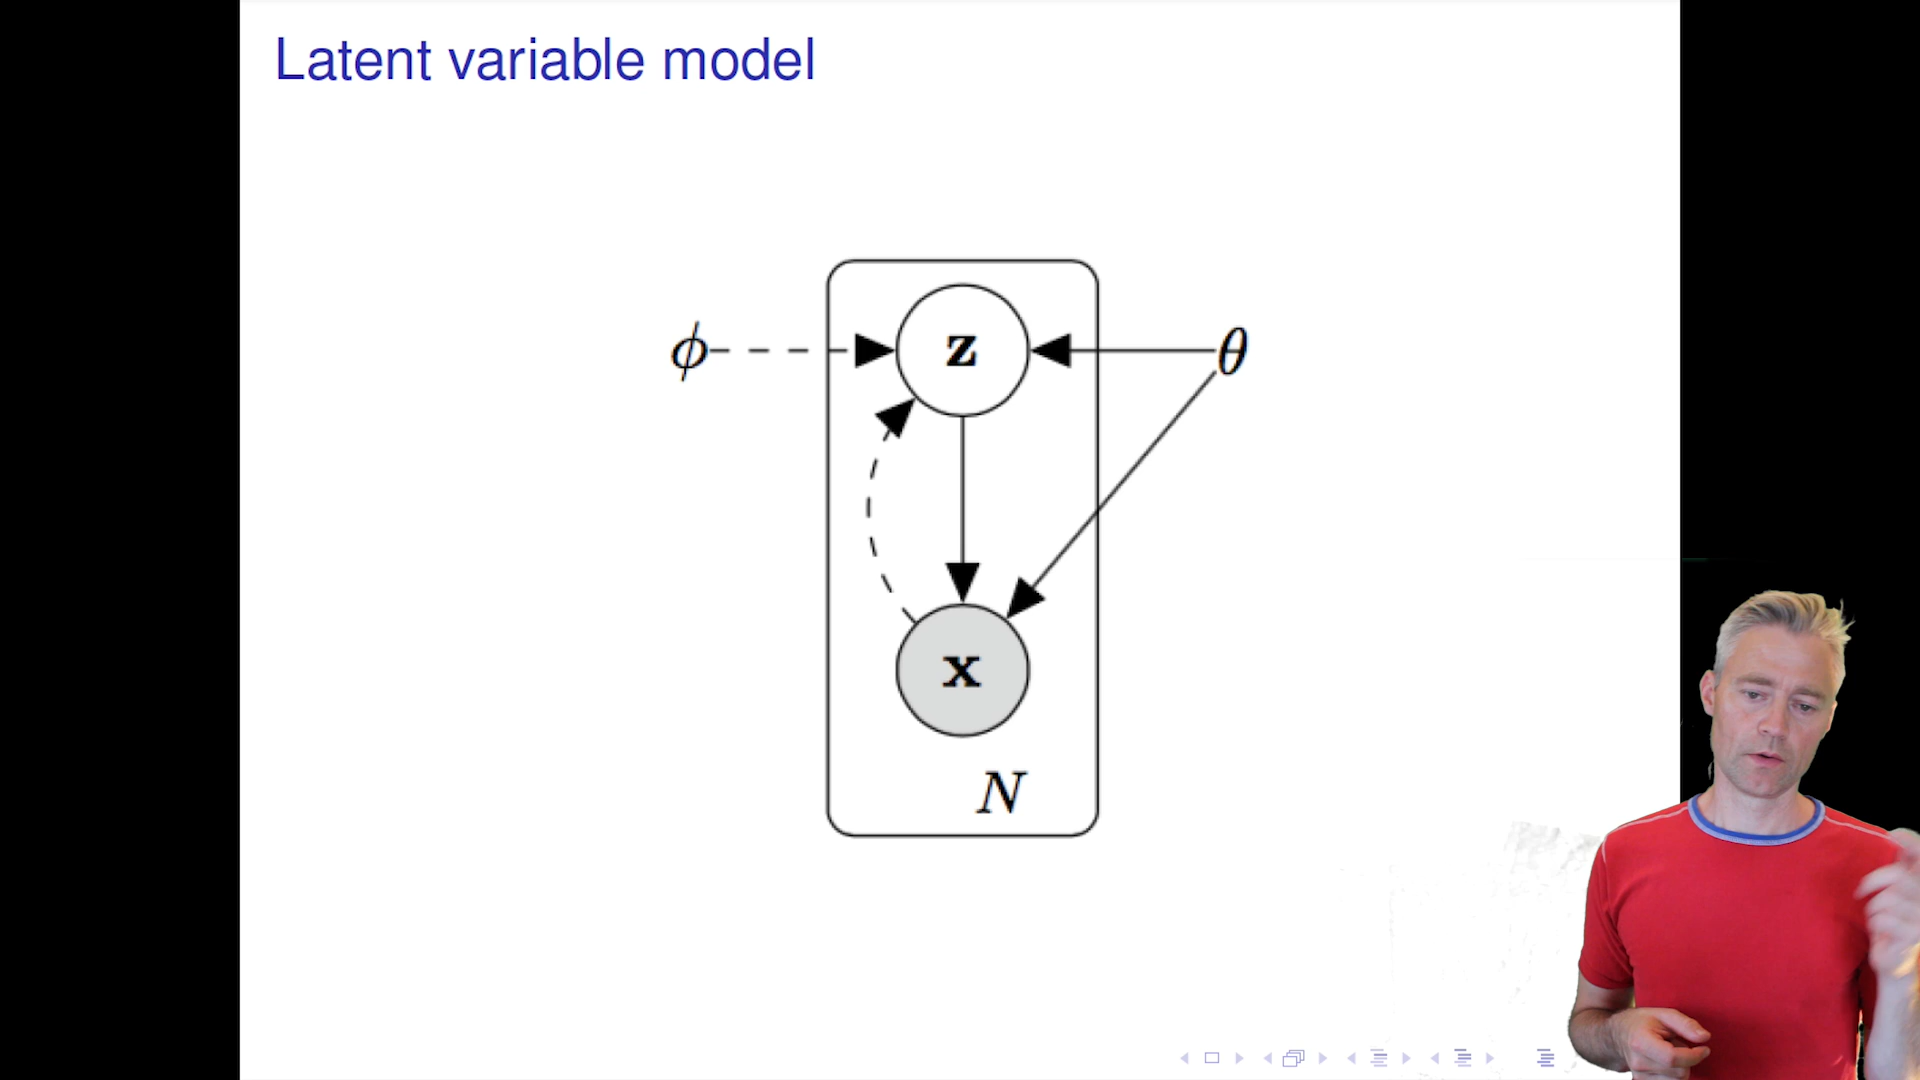 Latent variable model
ϕ z θ
x
N